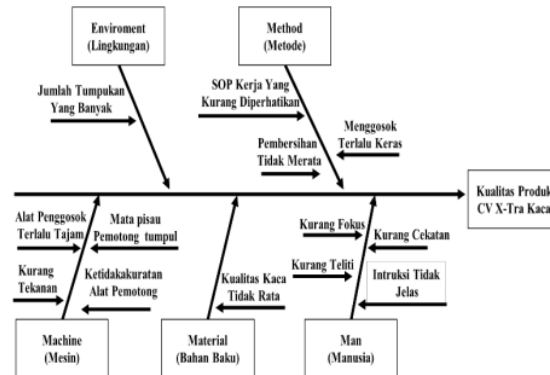 Enviroment
(Lingkungan)
Method
(Metode)
Jumlah Tumpukan
Yang Banyak
SOP Kerja Yang
Kurang Diperhatikan
Pembersihan
Tidak Merata
Menggosok
Terlalu Keras
Kualitas Produk
CV X-Tra Kaca
Alat Penggosok
Terlalu Tajam
Mata pisau
Pemotong tumpul
Kurang
Tekanan
Ketidakakuratan
Alat Pemotong
Kualitas Kaca
Tidak Rata
Kurang Fokus
Kurang Cekatan
Kurang Teliti
Intruksi Tidak
Jelas
Machine
(Mesin)
Material
(Bahan Baku)
Man
(Manusia)